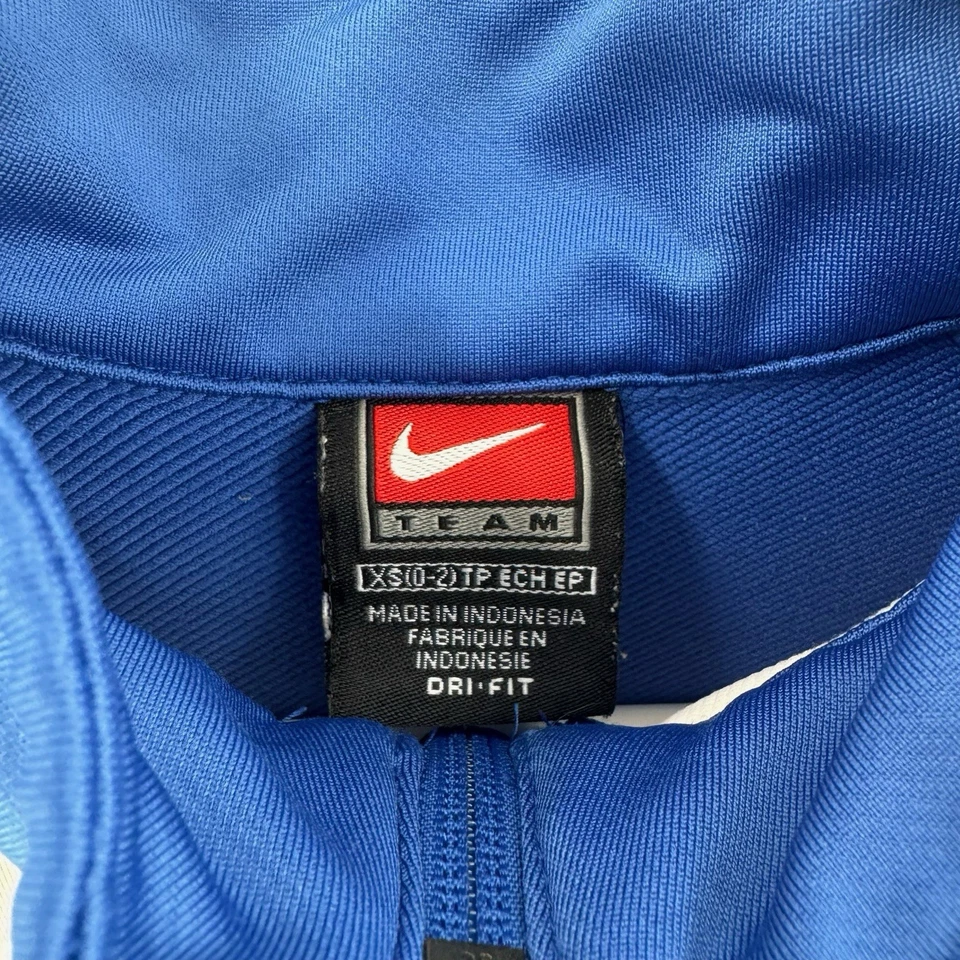 TEAM
XS(0-2) TP ECH EP
MADE IN INDONESIA
FABRIQUE EN
INDONESIE
DRI·FIT